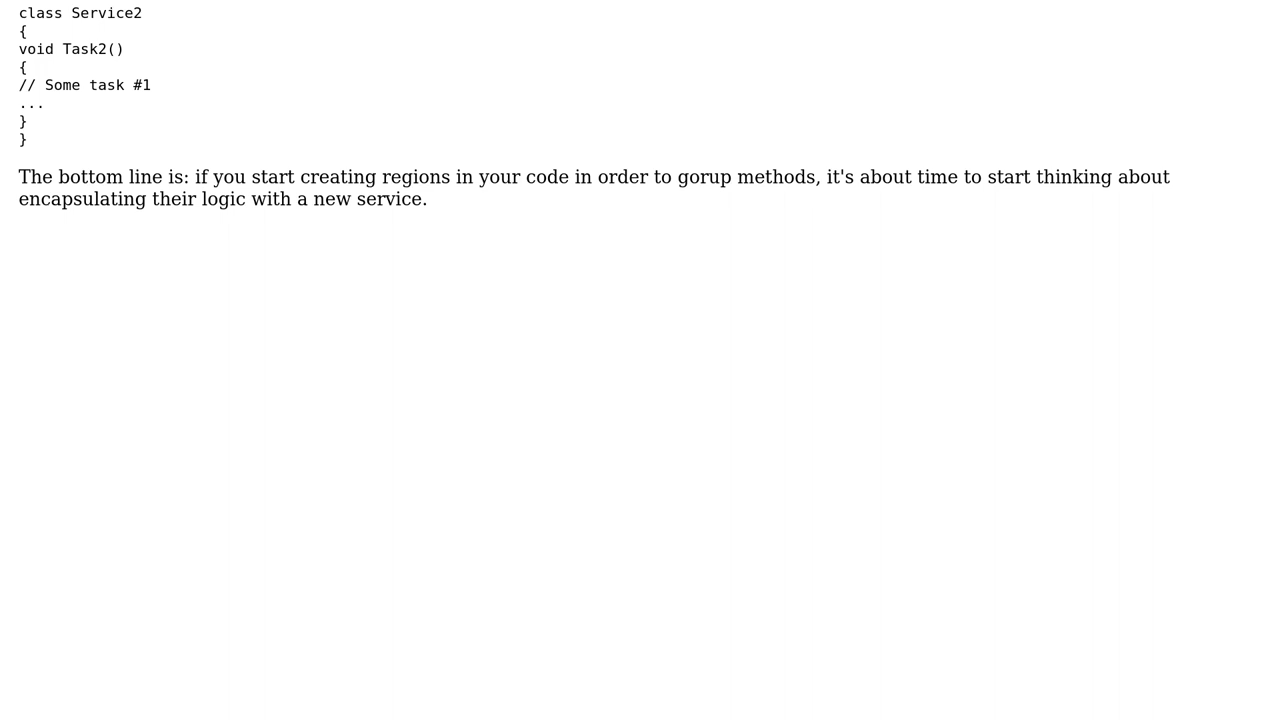 class Service2
{
void Task2()
{
// Some task #1
...
}
}
The bottom line is: if you start creating regions in your code in order to gorup methods, it's about time to start thinking about
encapsulating their logic with a new service.